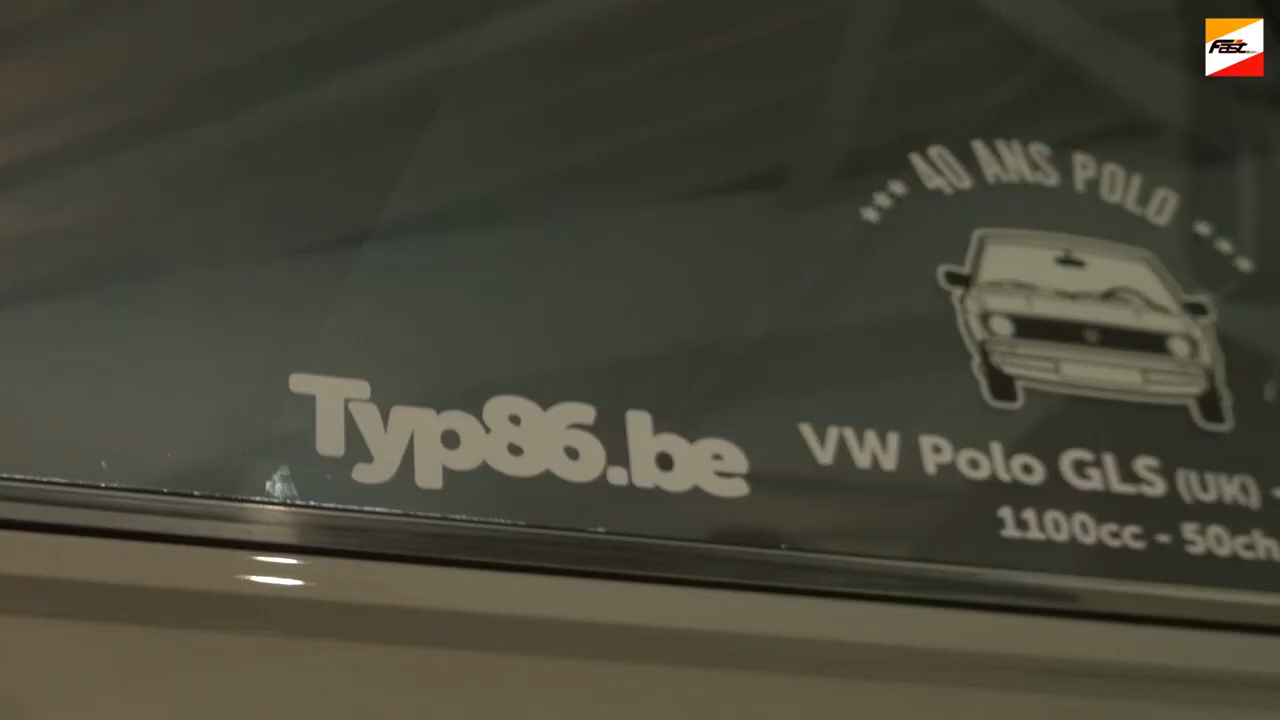 Fast
40 ANS POLO
Typ86.be
VW Polo GLS (UK) -
1100cc - 50ch